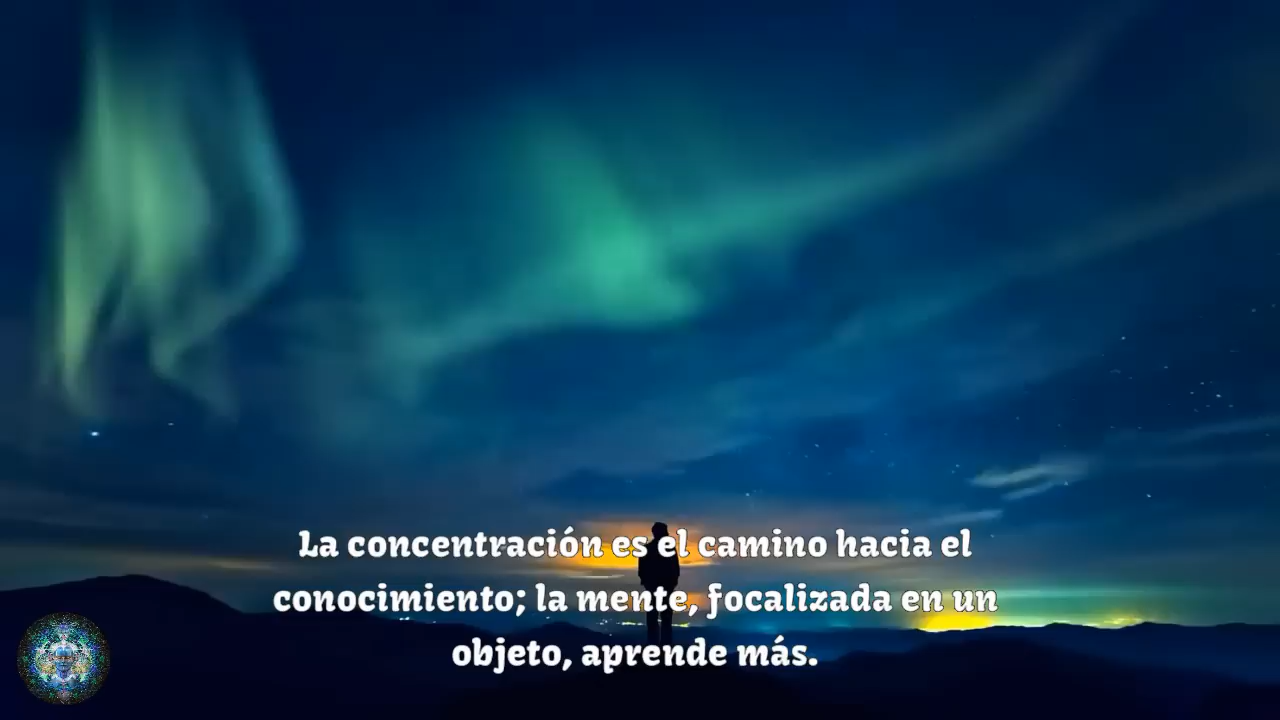 La concentración es el camino hacia el
conocimiento; la mente, focalizada en un
objeto, aprende más.